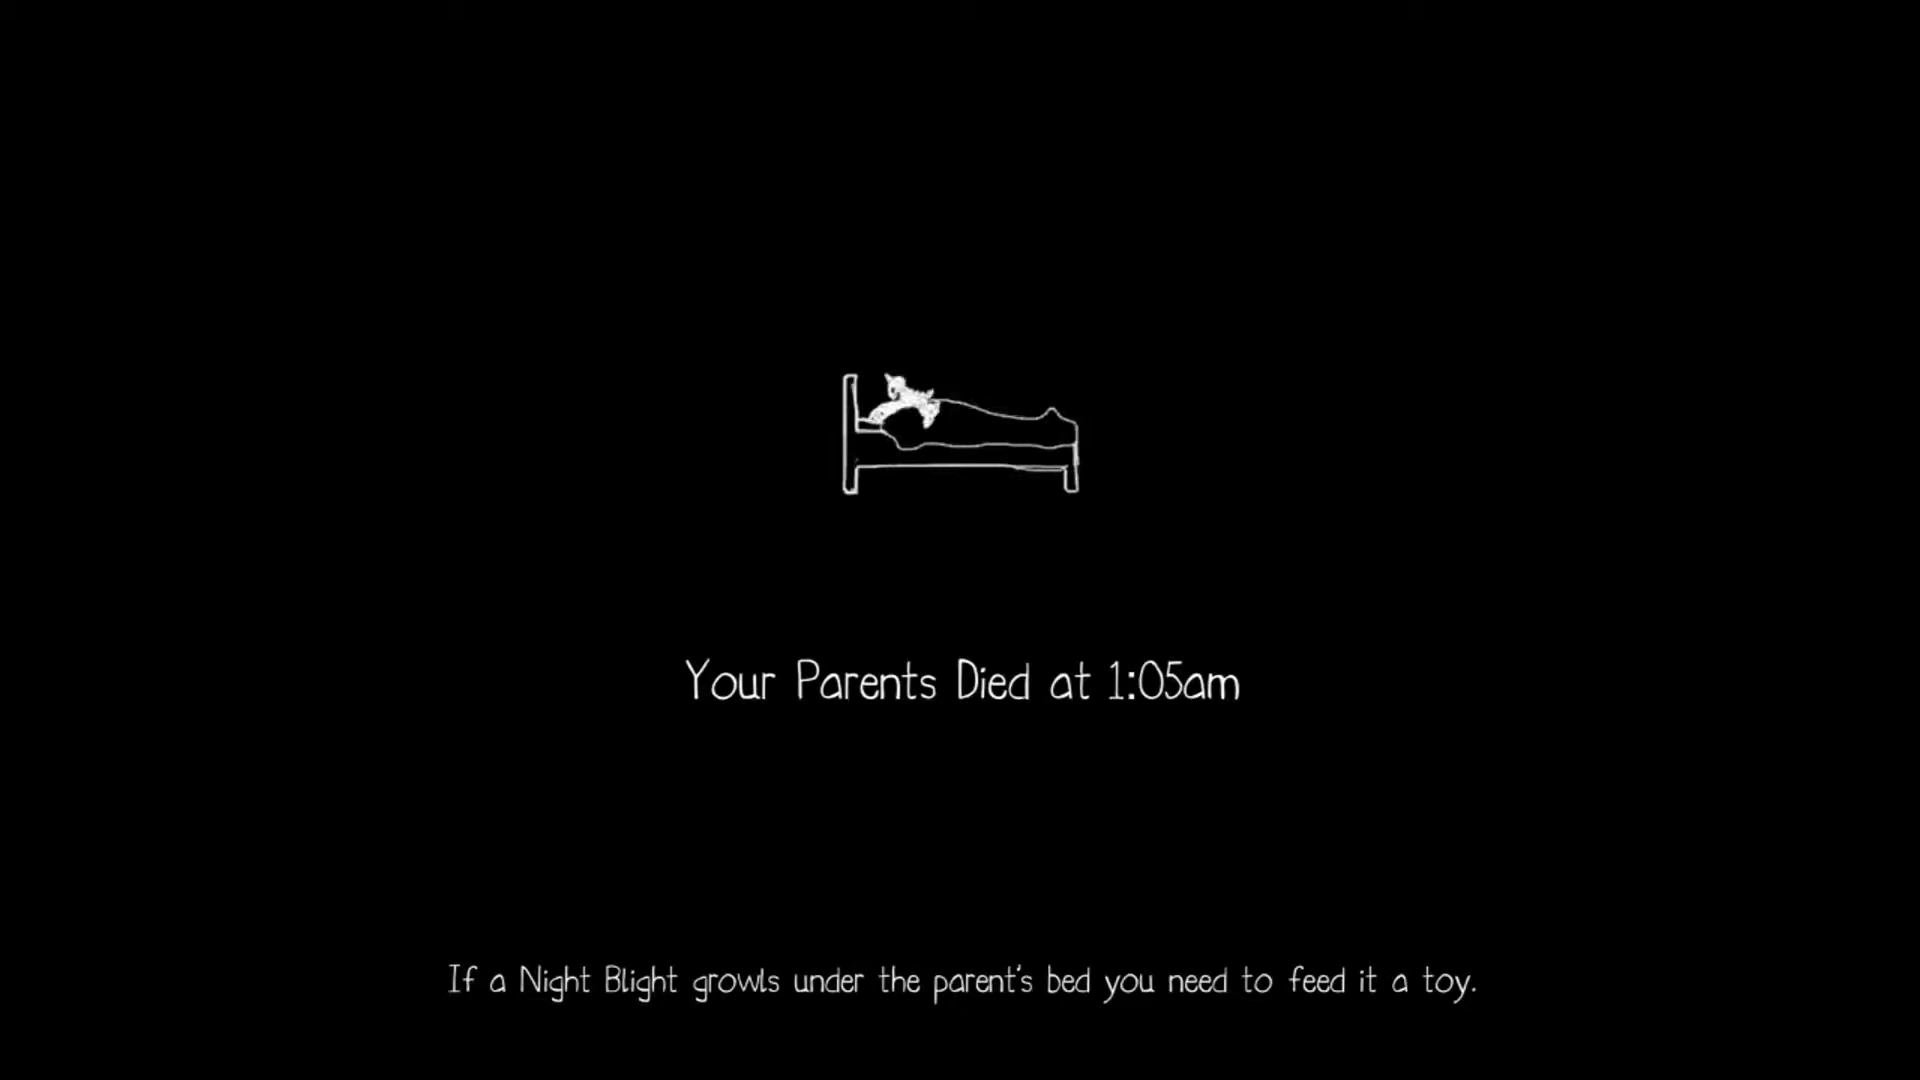 Your Parents Died at 1:05am
If a Night Blight growls under the parent's bed you need to feed it a toy.